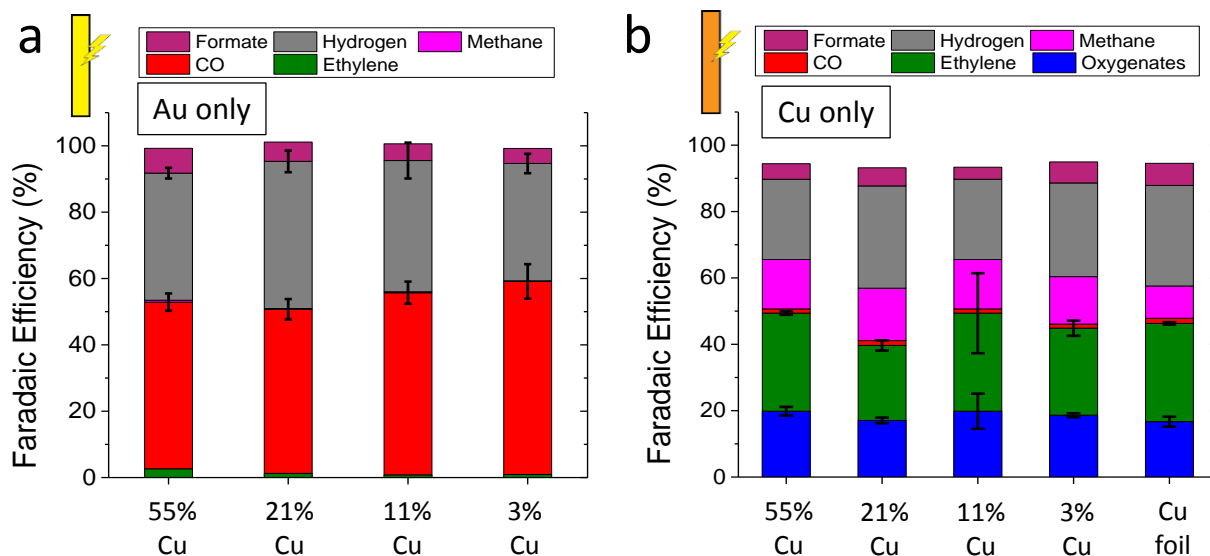 a
Formate Hydrogen Methane
CO Ethylene
Au only
Faradaic Efficiency (%)
100
80
60
40
20
0
55% 21% 11% 3%
Cu Cu Cu Cu
b
Formate Hydrogen Methane
CO Ethylene Oxygenates
Cu only
Faradaic Efficiency (%)
100
80
60
40
20
0
55% 21% 11% 3% Cu
Cu Cu Cu Cu foil